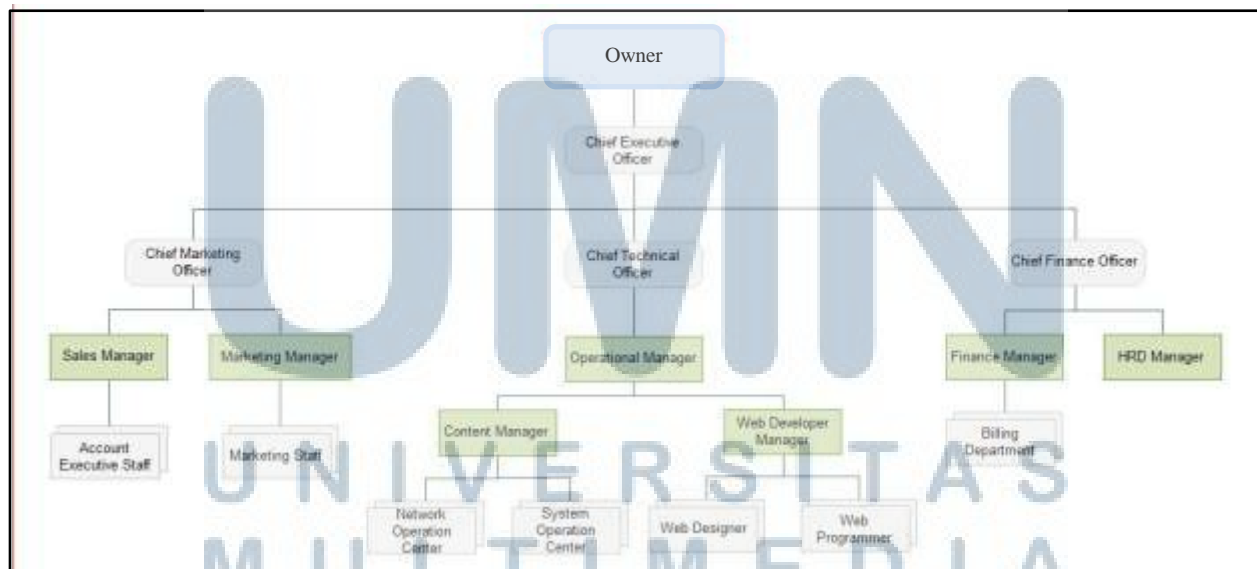 Owner
Chief Executive
Officer
Chief Marketing
Officer
Chief Technical
Officer
Chief Finance Officer
Sales Manager
Marketing Manager
Operational Manager
Finance Manager
HRD Manager
Account
Executive Staff
Marketing Staff
Content Manager
Web Developer
Manager
Billing
Department
Network
Operation
Center
System
Operation
Center
Web Designer
Web
Programmer
UMN
UNIVERSITAS
MULTIMEDIA